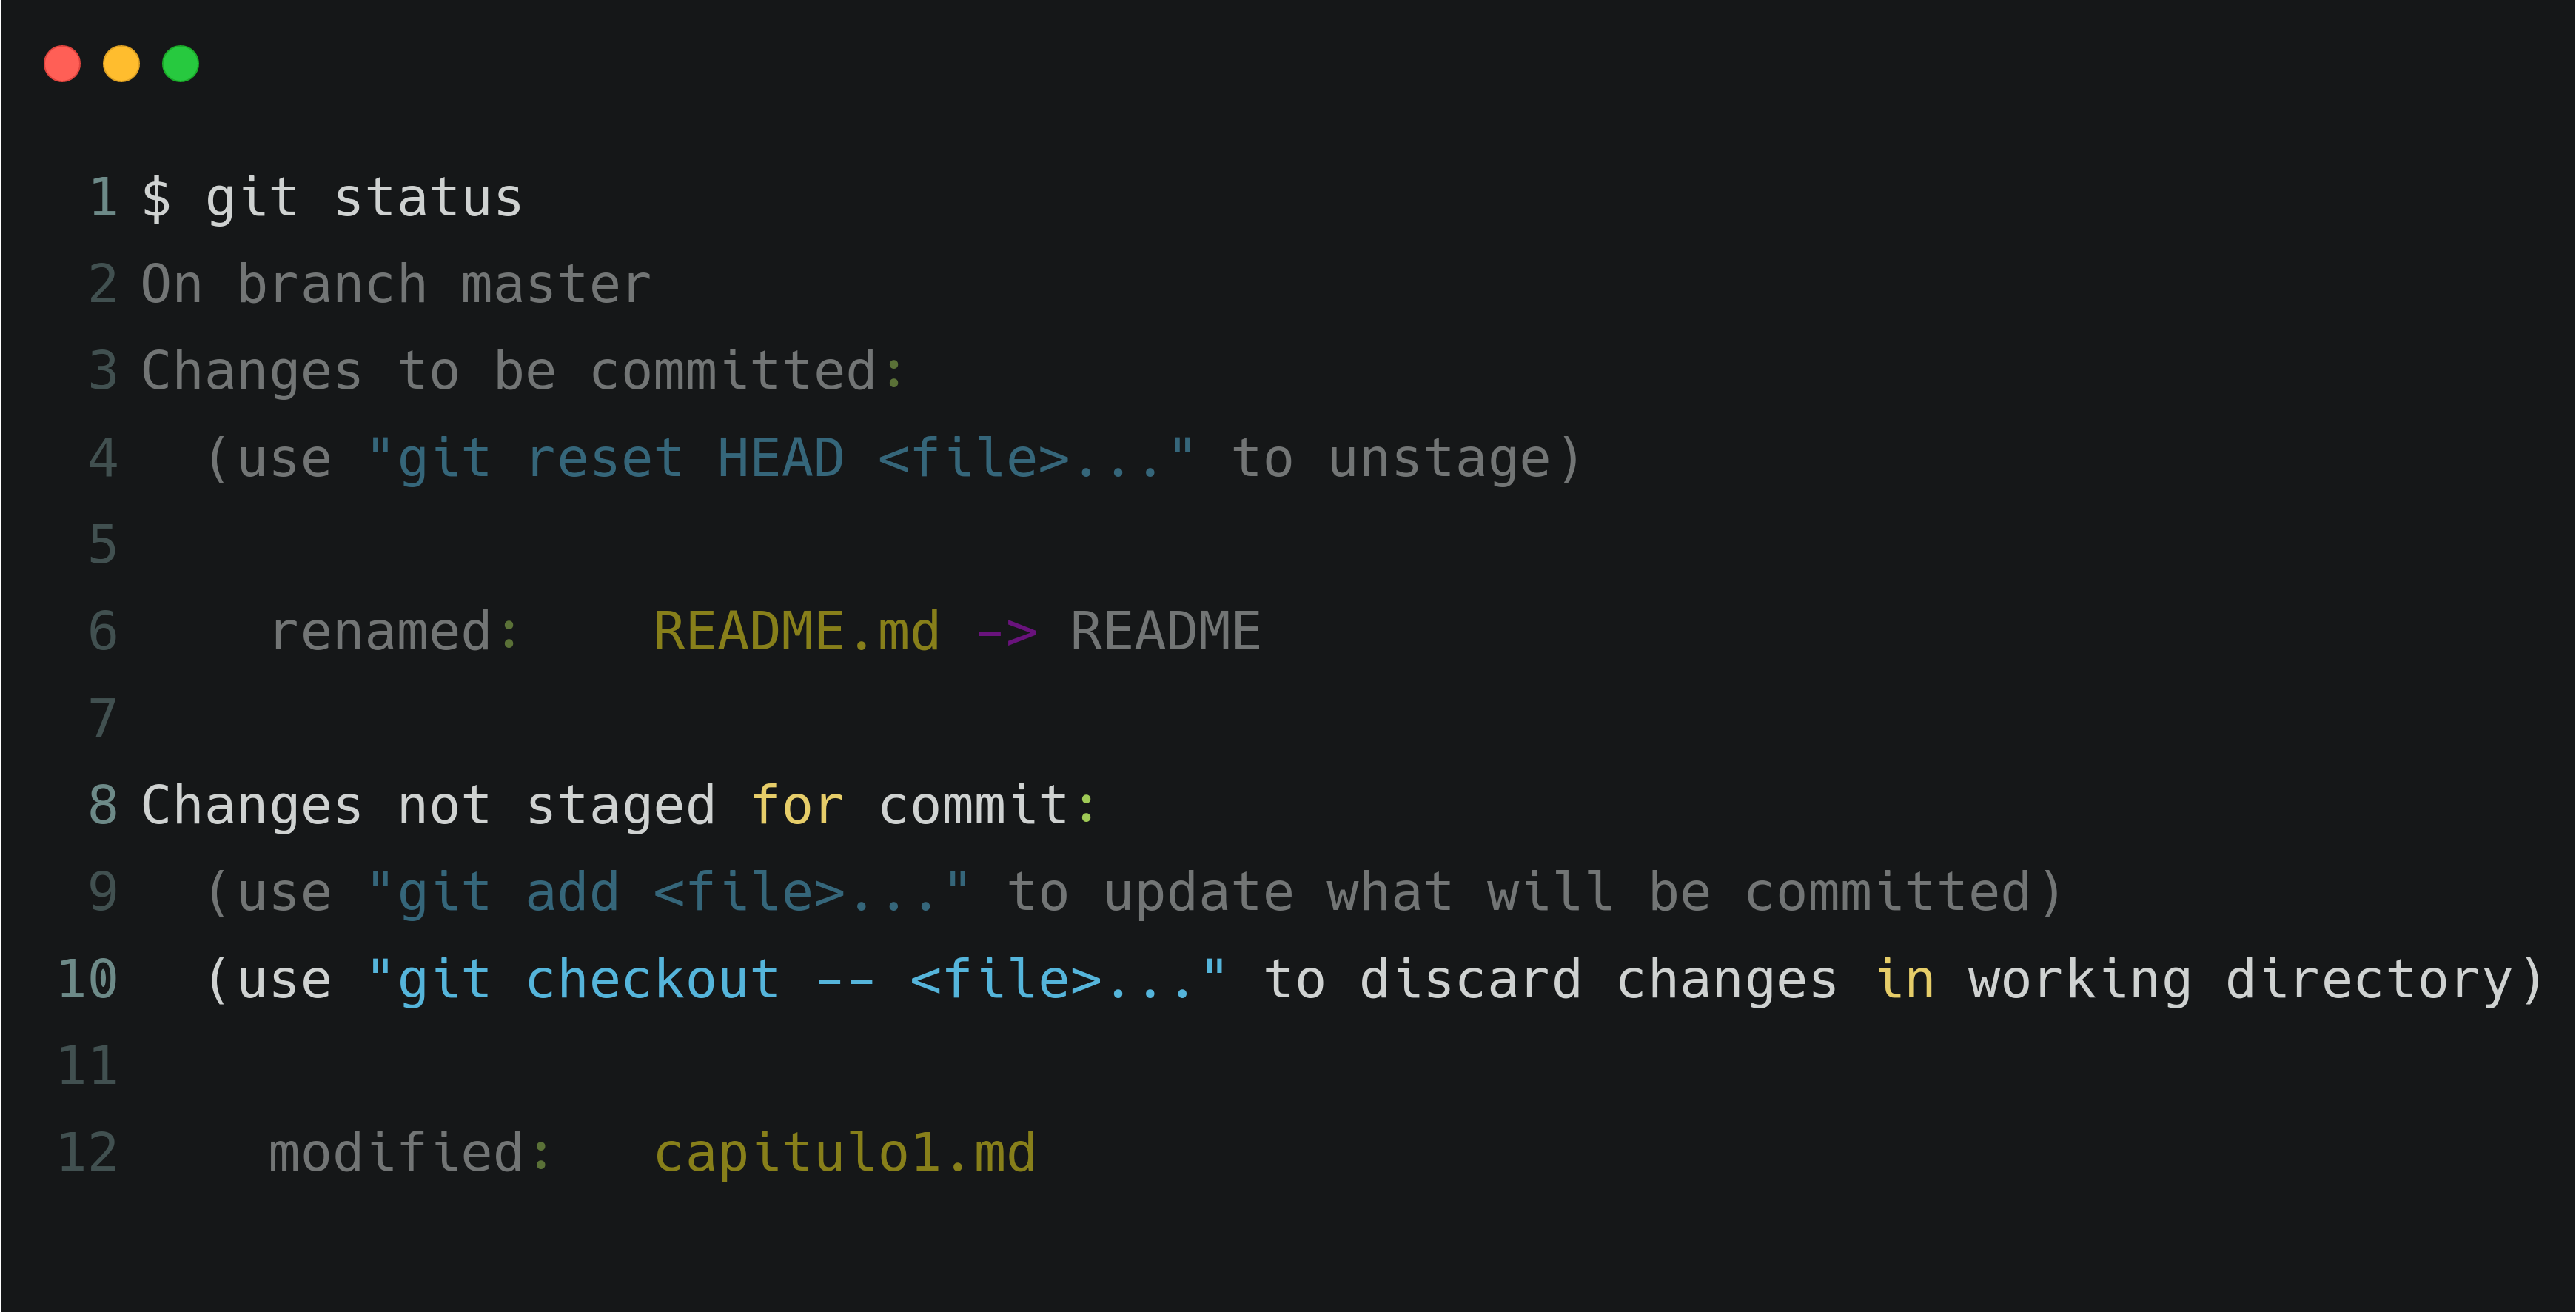 1 $ git status
2 On branch master
3 Changes to be committed:
4   (use "git reset HEAD <file>..." to unstage)
5
6     renamed:    README.md -> README
7
8 Changes not staged for commit:
9   (use "git add <file>..." to update what will be committed)
10   (use "git checkout -- <file>..." to discard changes in working directory)
11
12     modified:   capitulo1.md